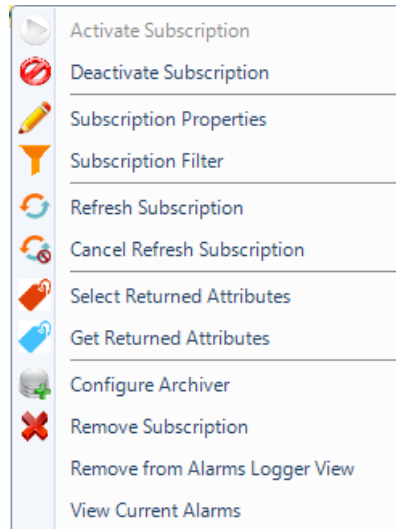 Activate Subscription
Deactivate Subscription
Subscription Properties
Subscription Filter
Refresh Subscription
Cancel Refresh Subscription
Select Returned Attributes
Get Returned Attributes
Configure Archiver
Remove Subscription
Remove from Alarms Logger View
View Current Alarms